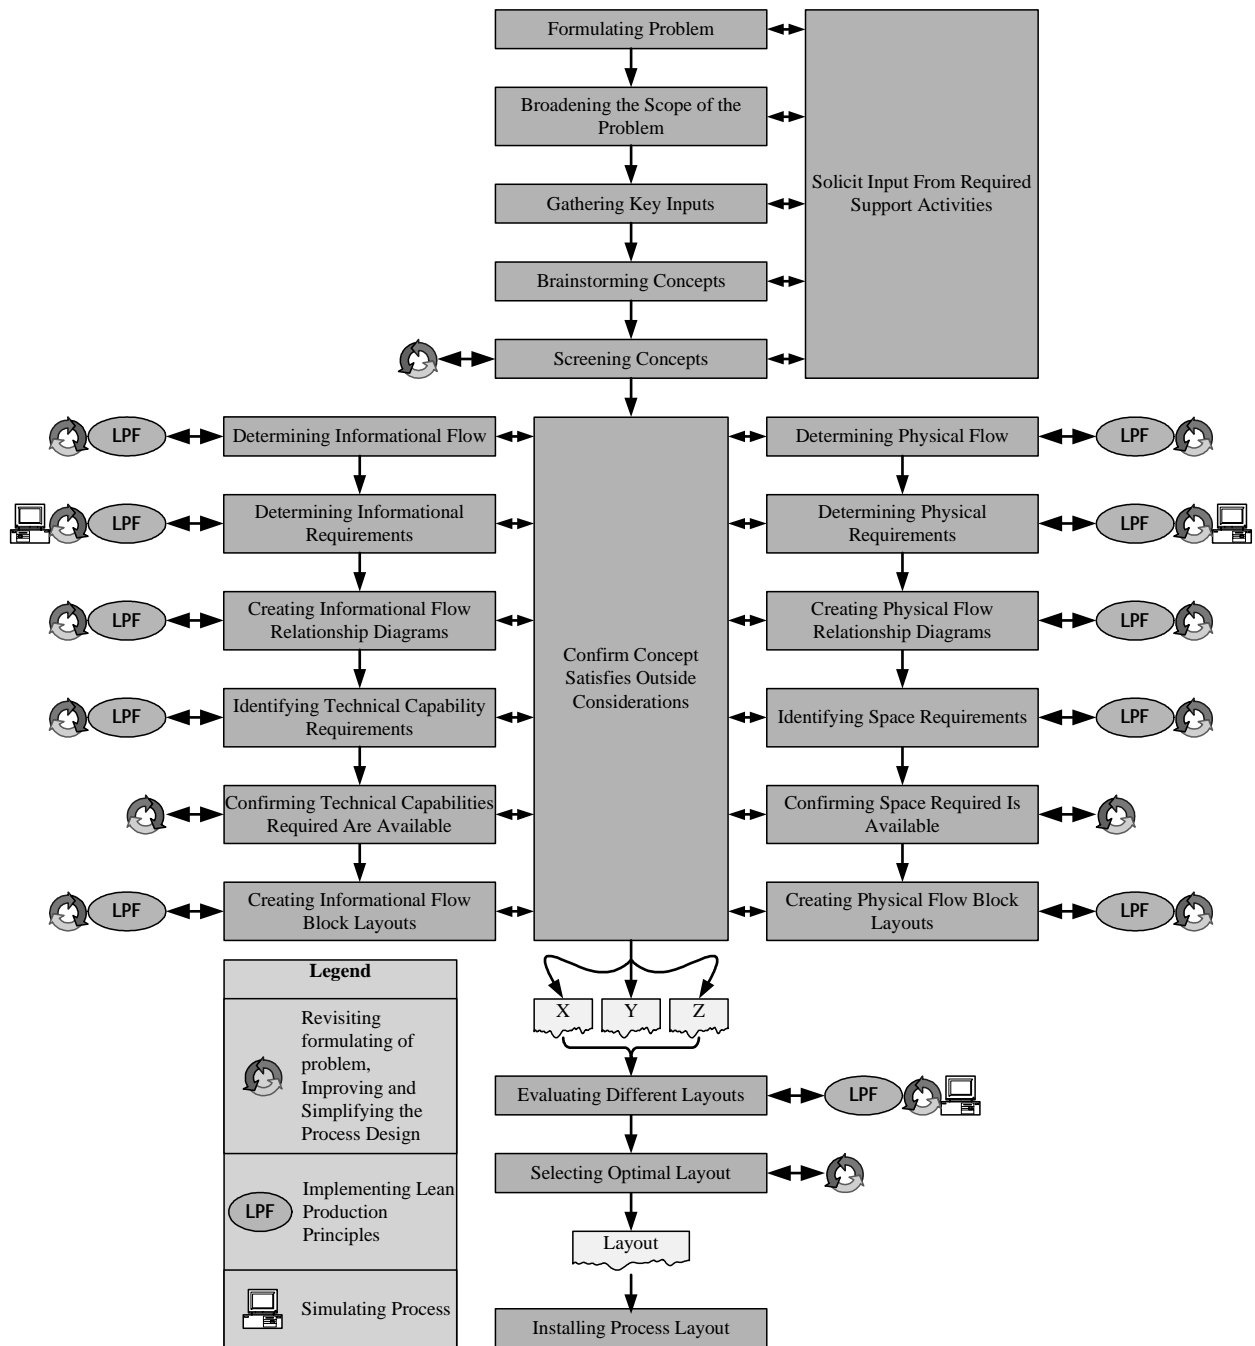 Formulating Problem
Broadening the Scope of the
Problem
Gathering Key Inputs
Brainstorming Concepts
Screening Concepts
Solicit Input From Required
Support Activities
LPF
Determining Informational Flow
Determining Physical Flow
LPF
LPF
Determining Informational
Requirements
Determining Physical
Requirements
LPF
LPF
Creating Informational Flow
Relationship Diagrams
Creating Physical Flow
Relationship Diagrams
LPF
Confirm Concept
Satisfies Outside
Considerations
LPF
Identifying Technical Capability
Requirements
Identifying Space Requirements
LPF
Confirming Technical Capabilities
Required Are Available
Confirming Space Required Is
Available
LPF
Creating Informational Flow
Block Layouts
Creating Physical Flow Block
Layouts
LPF
X
Y
Z
Evaluating Different Layouts
LPF
Selecting Optimal Layout
Layout
Installing Process Layout
Legend
Revisiting
formulating of
problem,
Improving and
Simplifying the
Process Design
LPF
Implementing Lean
Production
Principles
Simulating Process